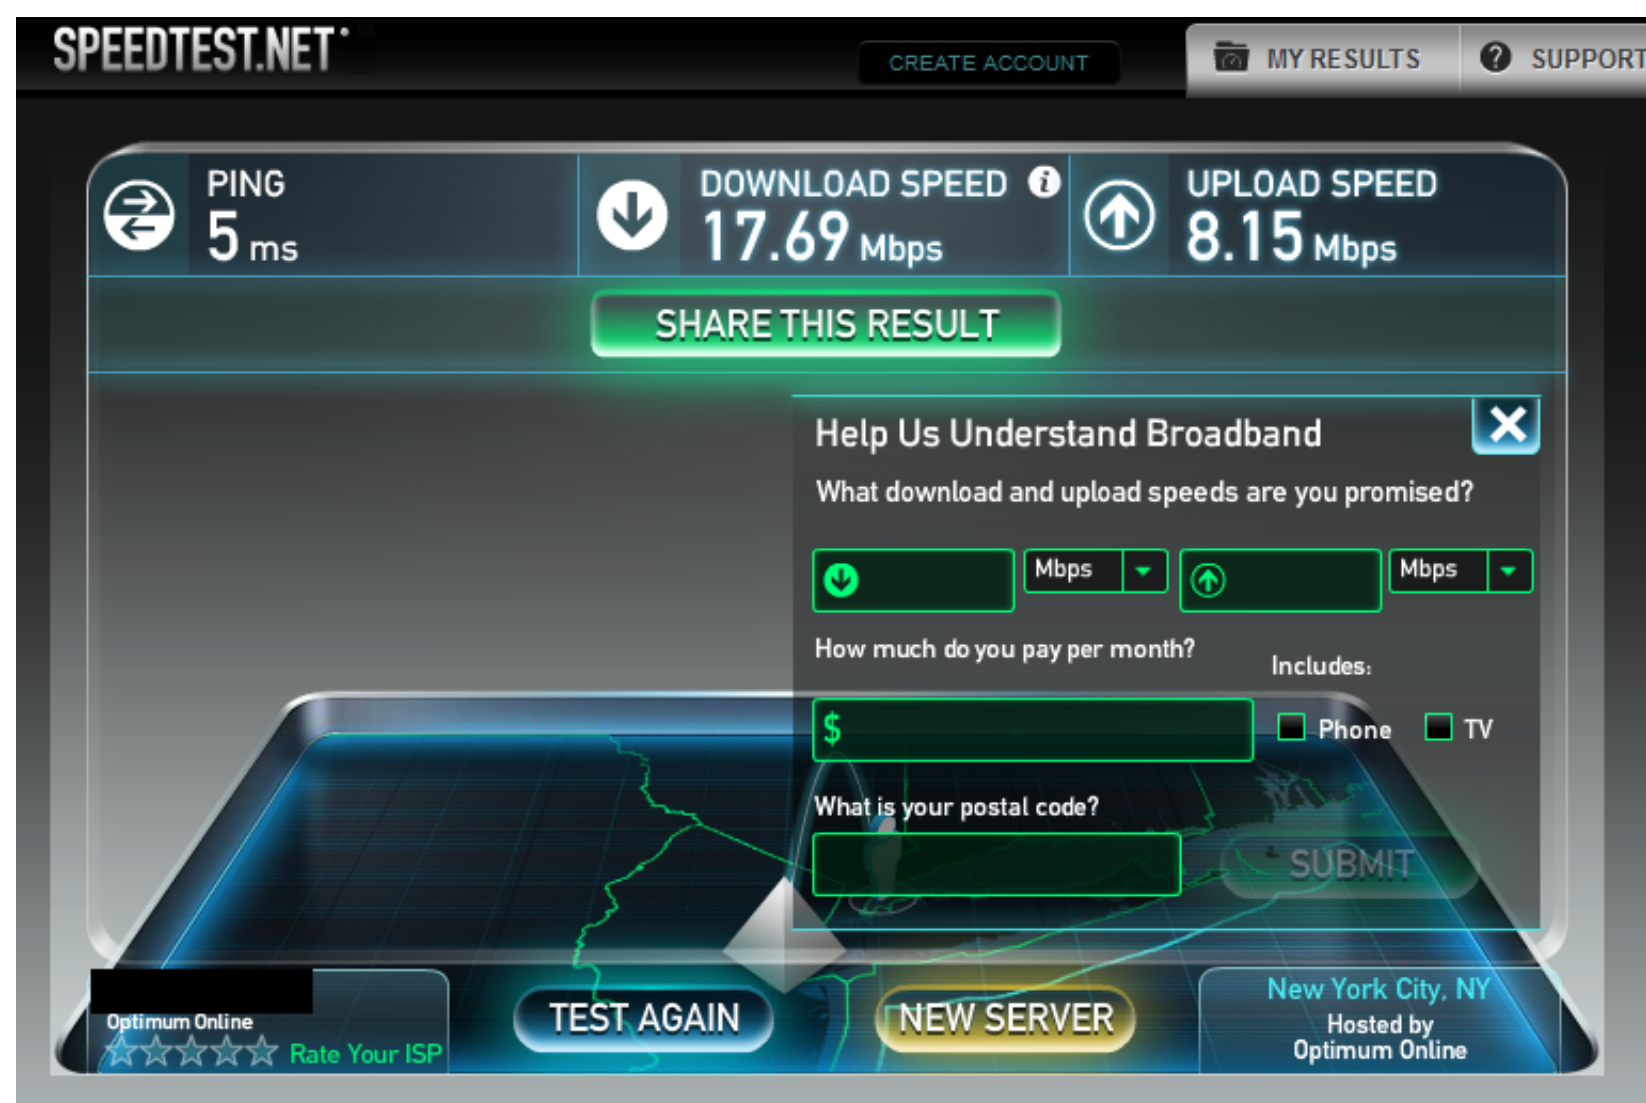 SPEEDTEST.NET
CREATE ACCOUNT
MY RESULTS
SUPPORT
PING
5 ms
DOWNLOAD SPEED
17.69 Mbps
UPLOAD SPEED
8.15 Mbps
SHARE THIS RESULT
Help Us Understand Broadband
What download and upload speeds are you promised?
Mbps
Mbps
How much do you pay per month?
Includes:
$
Phone
TV
What is your postal code?
SUBMIT
Optimum Online
Rate Your ISP
TEST AGAIN
NEW SERVER
New York City, NY
Hosted by
Optimum Online